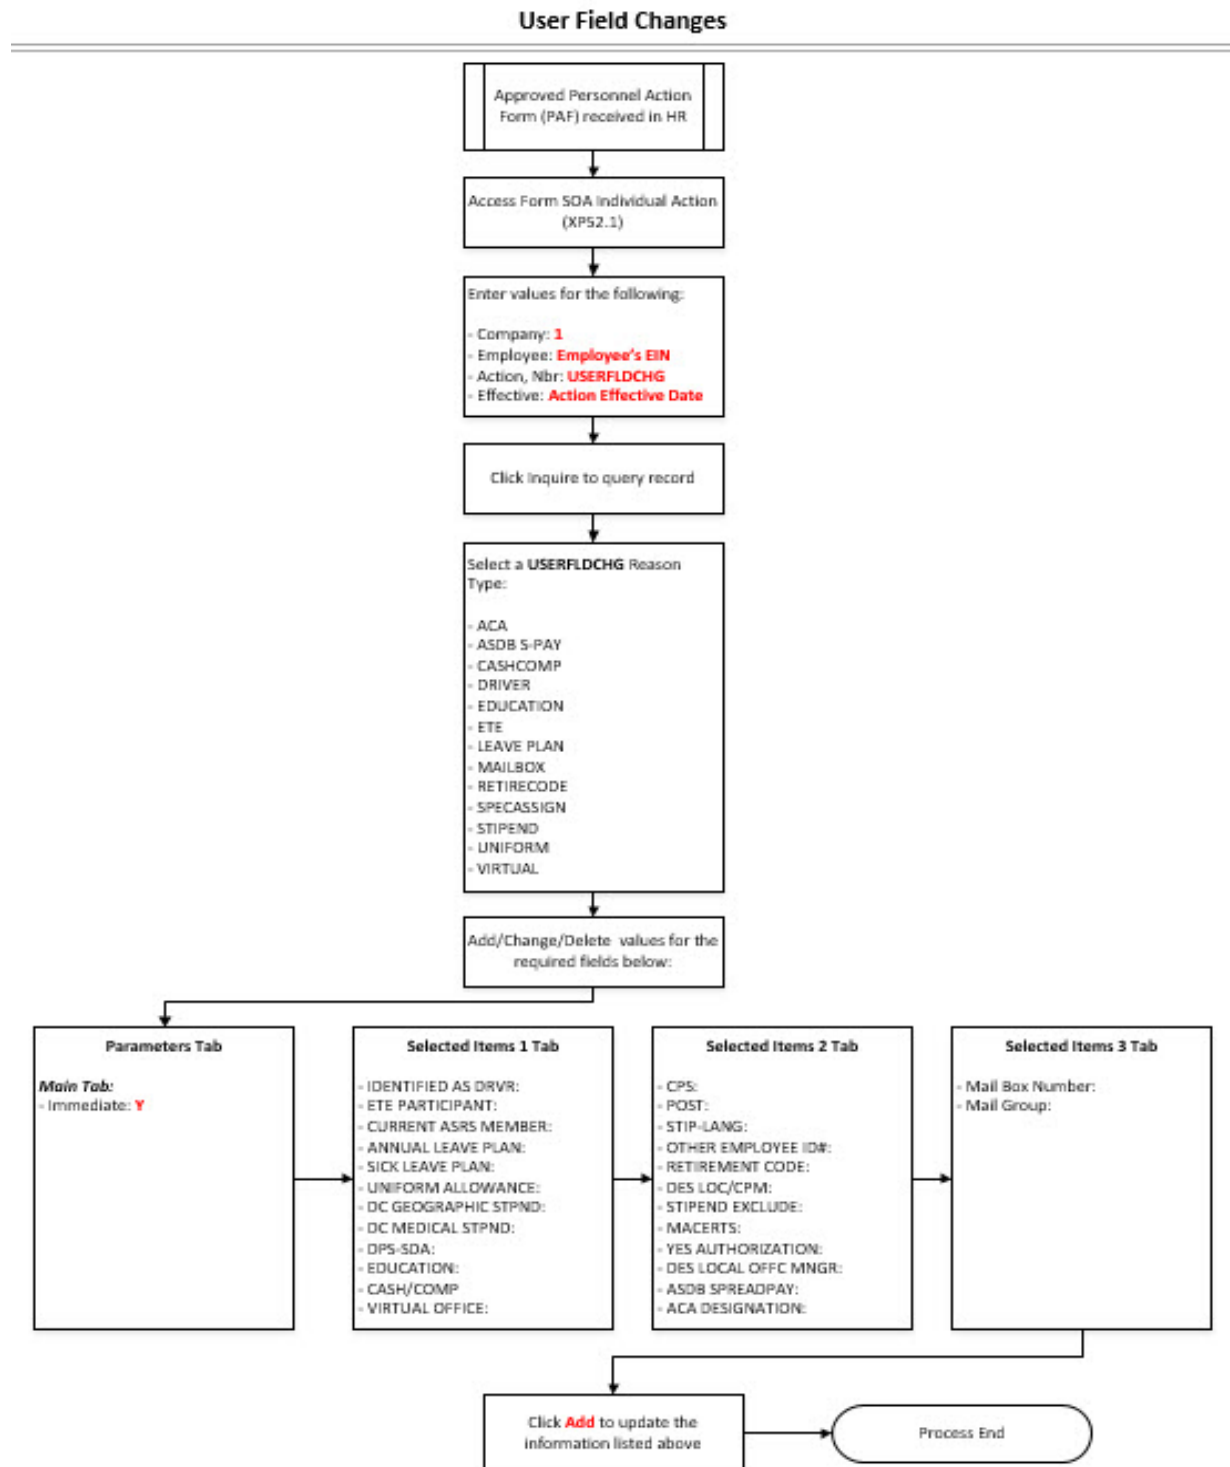 User Field Changes
Approved Personnel Action
Form (PAF) received in HR
Access Form SOA Individual Action
(XP52.1)
Enter values for the following:
- Company: 1
- Employee: Employee's EIN
- Action, Nbr: USERFLDCHG
- Effective: Action Effective Date
Click Inquire to query record
Select a USERFLDCHG Reason
Type:
- ACA
- ASDB S-PAY
- CASHCOMP
- DRIVER
- EDUCATION
- ETE
- LEAVE PLAN
- MAILBOX
- RETIRECODE
- SPECASSIGN
- STIPEND
- UNIFORM
- VIRTUAL
Add/Change/Delete values for the
required fields below:
Parameters Tab
Main Tab:
- Immediate: Y
Selected Items 1 Tab
- IDENTIFIED AS DRVR:
- ETE PARTICIPANT:
- CURRENT ASRS MEMBER:
- ANNUAL LEAVE PLAN:
- SICK LEAVE PLAN:
- UNIFORM ALLOWANCE:
- DC GEOGRAPHIC STPND:
- DC MEDICAL STPND:
- DPS-SDA:
- EDUCATION:
- CASH/COMP
- VIRTUAL OFFICE:
Selected Items 2 Tab
- CPS:
- POST:
- STIP-LANG:
- OTHER EMPLOYEE ID#:
- RETIREMENT CODE:
- DES LOC/CPM:
- STIPEND EXCLUDE:
- MACERTS:
- YES AUTHORIZATION:
- DES LOCAL OFFC MNGR:
- ASDB SPREADPAY:
- ACA DESIGNATION:
Selected Items 3 Tab
- Mail Box Number:
- Mail Group:
Click Add to update the
information listed above
Process End